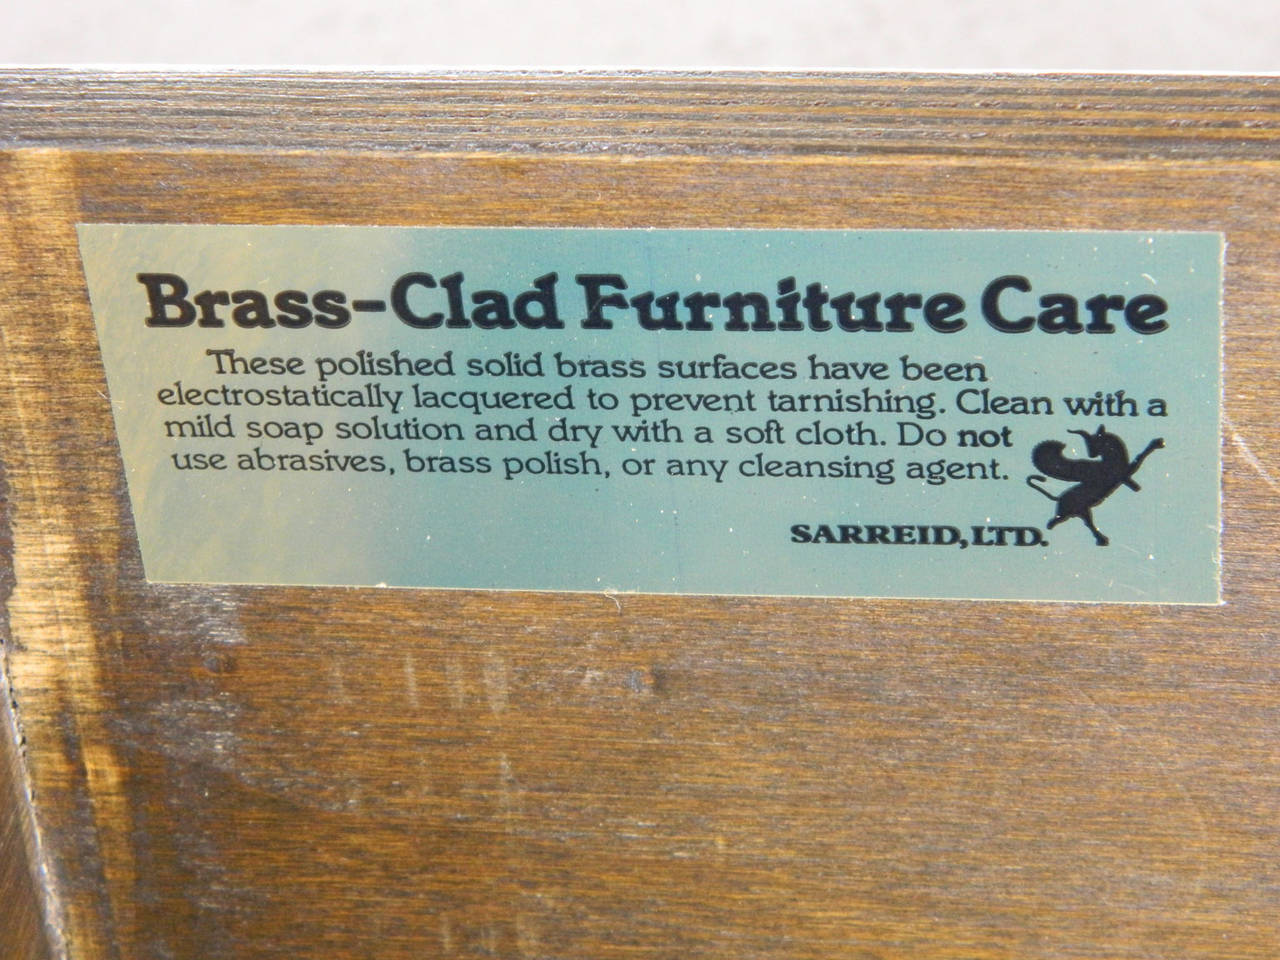 Brass-Clad Furniture Care
These polished solid brass surfaces have been
electrostatically lacquered to prevent tarnishing. Clean with a
mild soap solution and dry with a soft cloth. Do not
use abrasives, brass polish, or any cleansing agent.
SARREID, LTD.